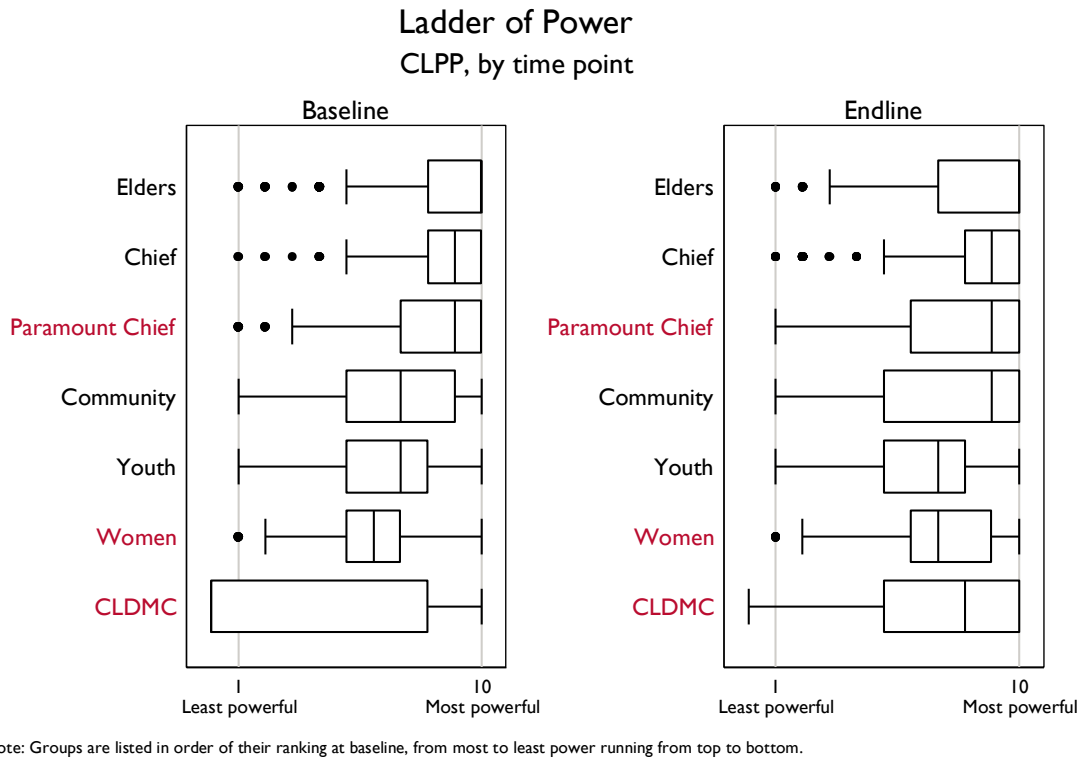 Ladder of Power
CLPP, by time point
Baseline
Elders
Chief
Paramount Chief
Community
Youth
Women
CLDMC
1
10
Least powerful
Most powerful
Endline
Elders
Chief
Paramount Chief
Community
Youth
Women
CLDMC
1
10
Least powerful
Most powerful
ote: Groups are listed in order of their ranking at baseline, from most to least power running from top to bottom.